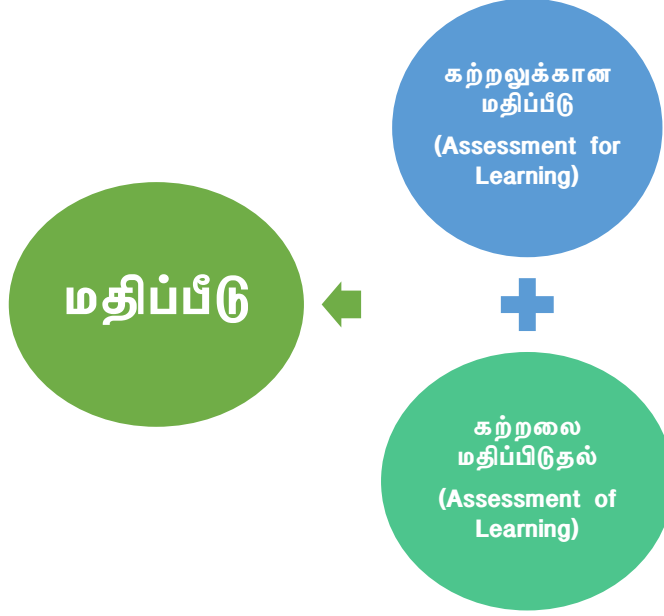 கற்றலுக்கான
மதிப்பீடு
(Assessment for
Learning)
மதிப்பீடு
கற்றலை
மதிப்பிடுதல்
(Assessment of
Learning)